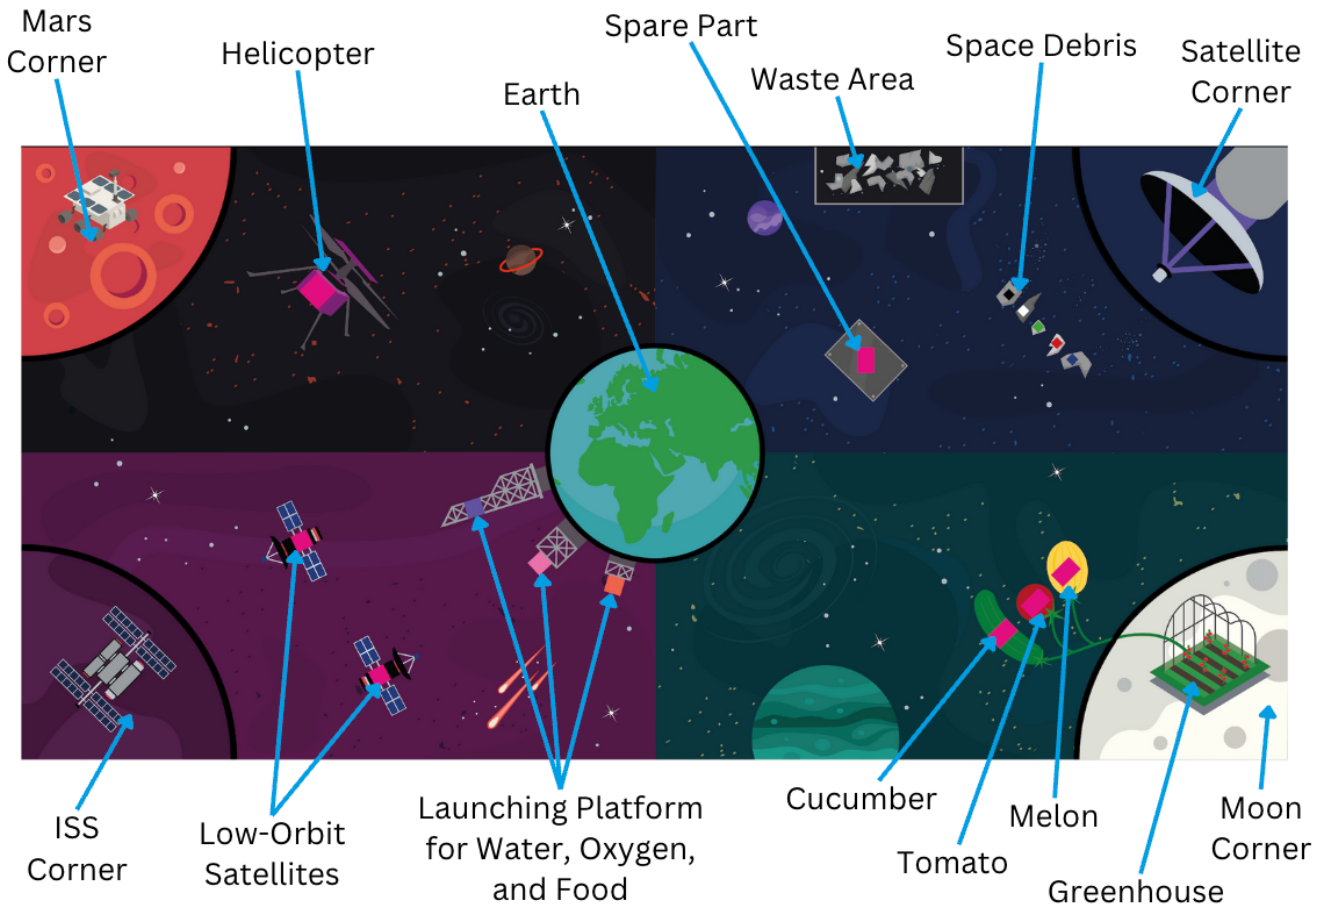 Mars
Corner
Helicopter
Earth
Spare Part
Waste Area
Space Debris
Satellite
Corner
ISS
Corner
Low-Orbit
Satellites
Launching Platform
for Water, Oxygen,
and Food
Cucumber
Tomato
Melon
Greenhouse
Moon
Corner